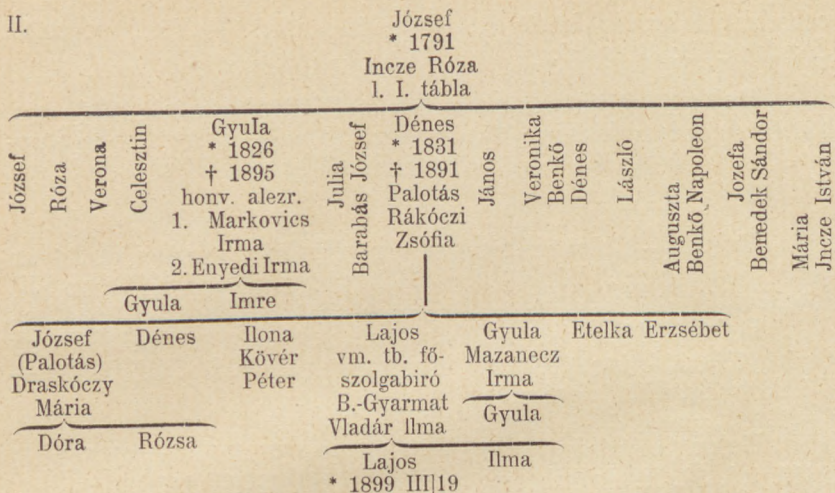 II.
József
* 1791
Incze Róza
l. I. tábla
József
Róza
Verona
Celesztin
Gyula
* 1826
† 1895
honv. alezr.
1. Markovics
Irma
2. Enyedi Irma
Julia
Barabás József
Dénes
* 1831
† 1891
Palotás
Rákóczi
Zsófia
János
Veronika
Benkő
Dénes
László
Auguszta
Benkő Napoleon
Jozefa
Benedek Sándor
Mária
Jncze István
Gyula Imre
József
(Palotás)
Draskóczy
Mária
Dénes
Ilona
Kövér
Péter
Lajos
vm. tb. fő-
szolgabiró
B.-Gyarmat
Vladár Ilma
Gyula
Mazanecz
Irma
Gyula
Etelka Erzsébet
Dóra Rózsa
Lajos
* 1899 III|19
Ilma